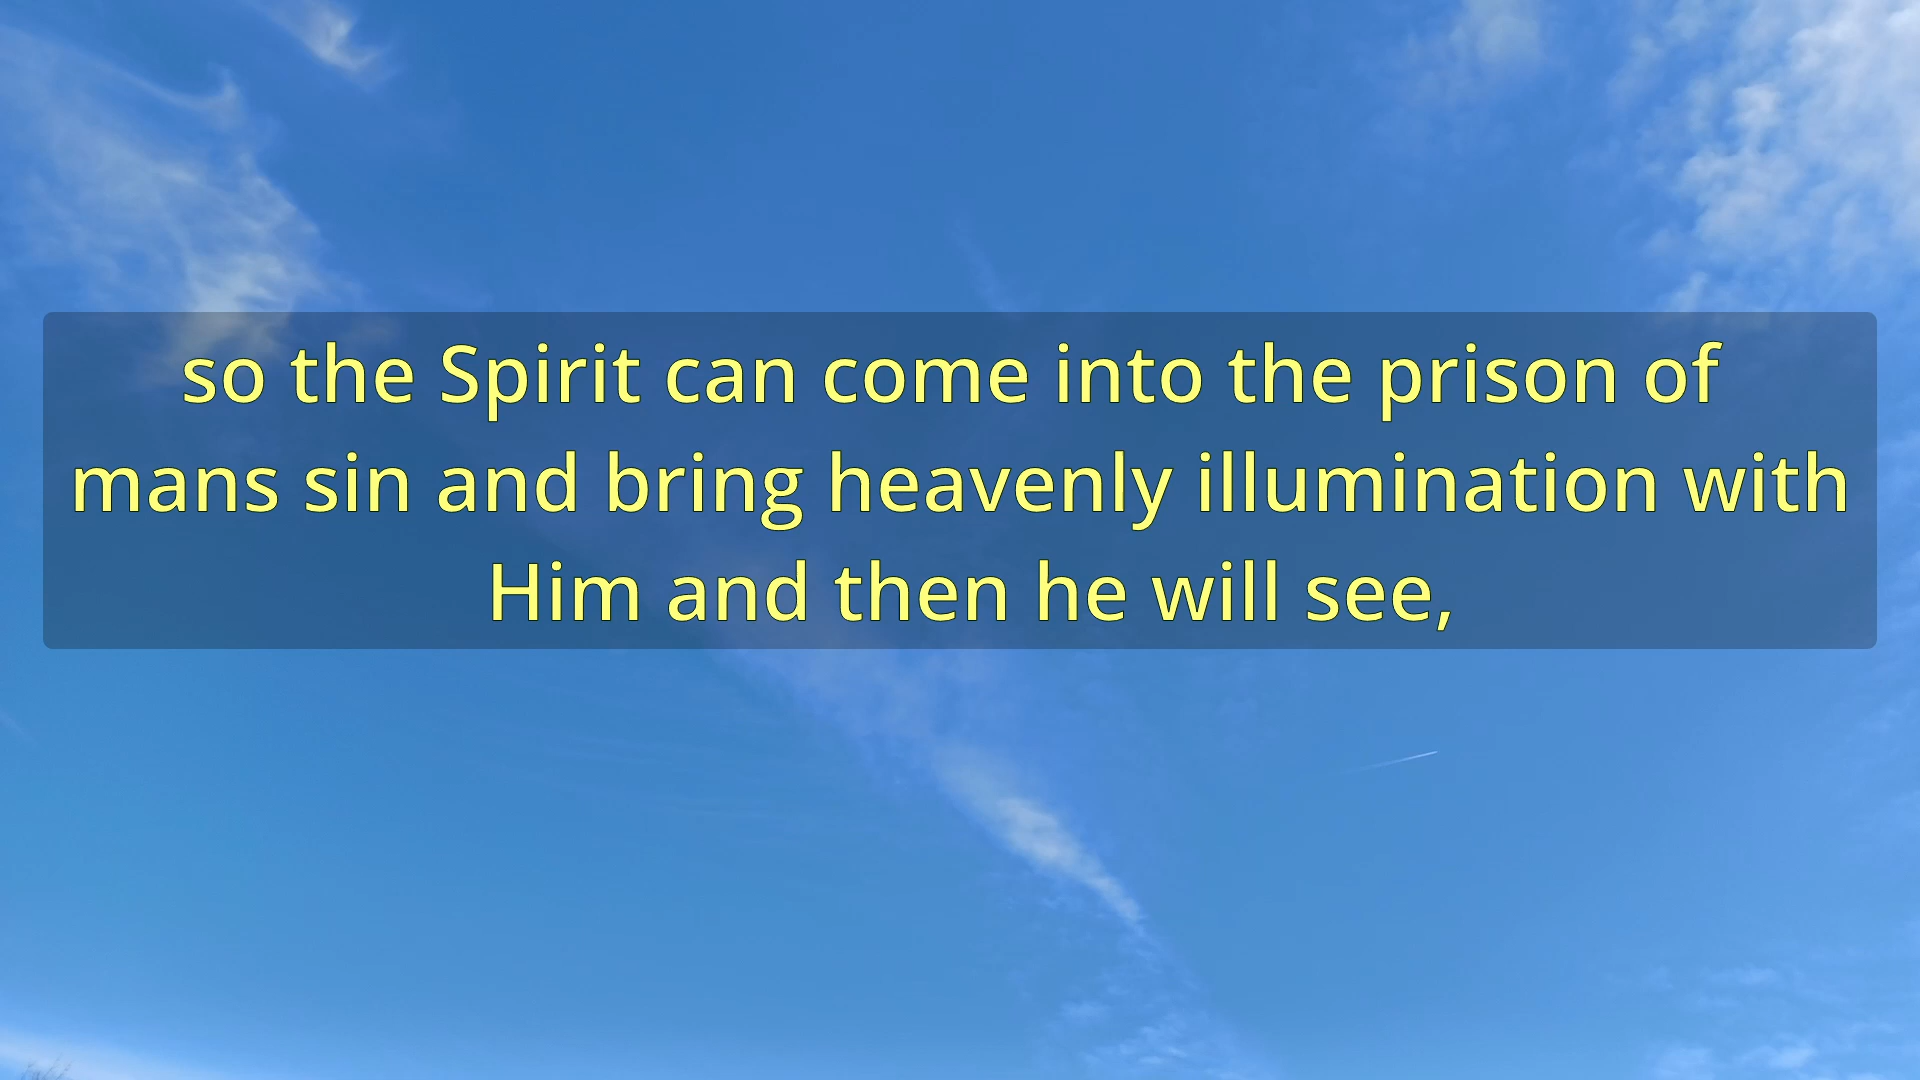 so the Spirit can come into the prison of
mans sin and bring heavenly illumination with
Him and then he will see,